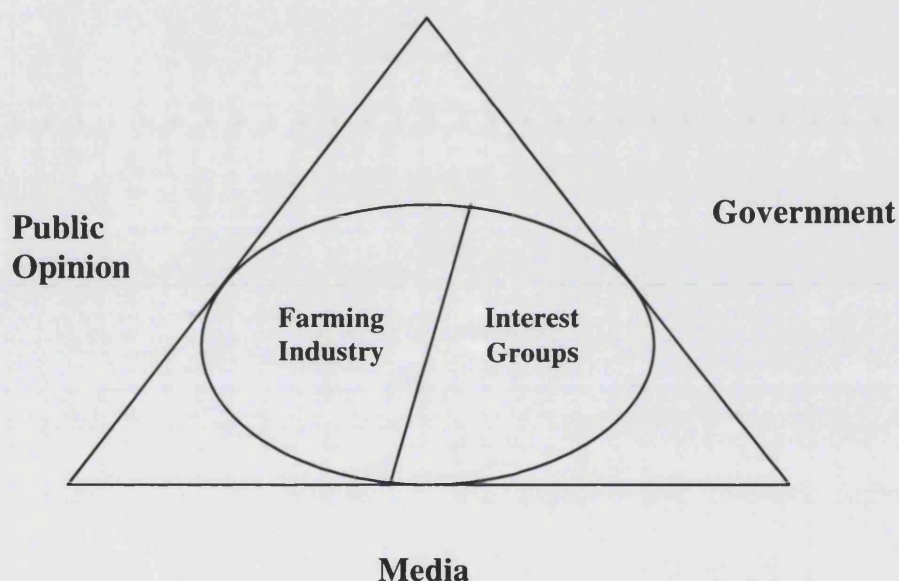 Public
Opinion
Government
Farming
Industry
Interest
Groups
Media